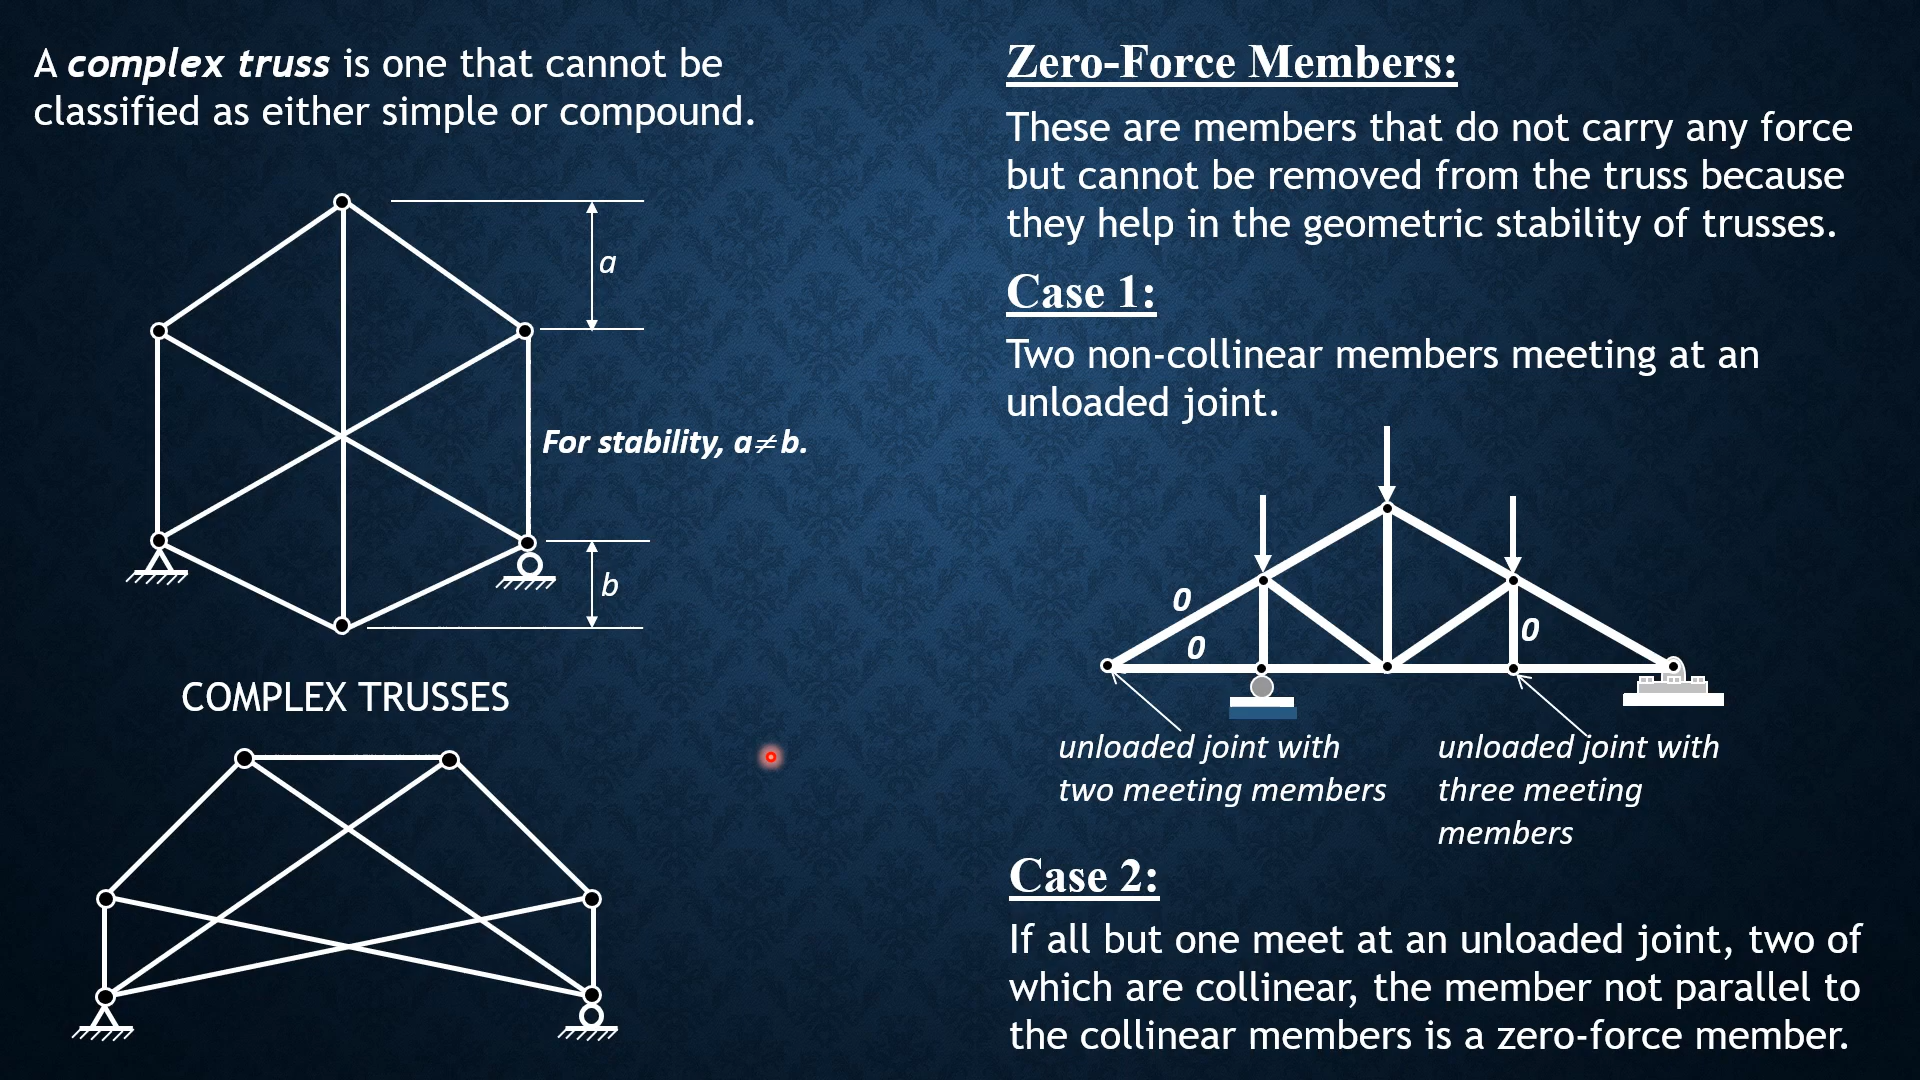 A complex truss is one that cannot be
classified as either simple or compound.
a
For stability, a≠b.
b
COMPLEX TRUSSES
Zero-Force Members:
These are members that do not carry any force
but cannot be removed from the truss because
they help in the geometric stability of trusses.
Case 1:
Two non-collinear members meeting at an
unloaded joint.
0
0
0
unloaded joint with
two meeting members
unloaded joint with
three meeting
members
Case 2:
If all but one meet at an unloaded joint, two of
which are collinear, the member not parallel to
the collinear members is a zero-force member.